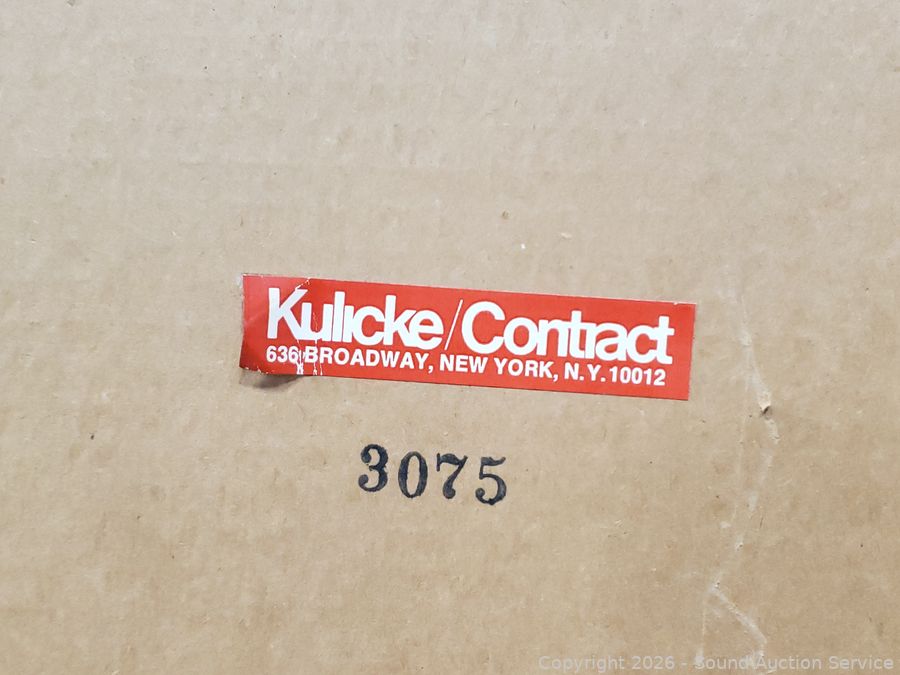 Kulicke/Contract
636 BROADWAY, NEW YORK, N.Y. 10012
3075
Copyright 2026 - Sound Auction Service